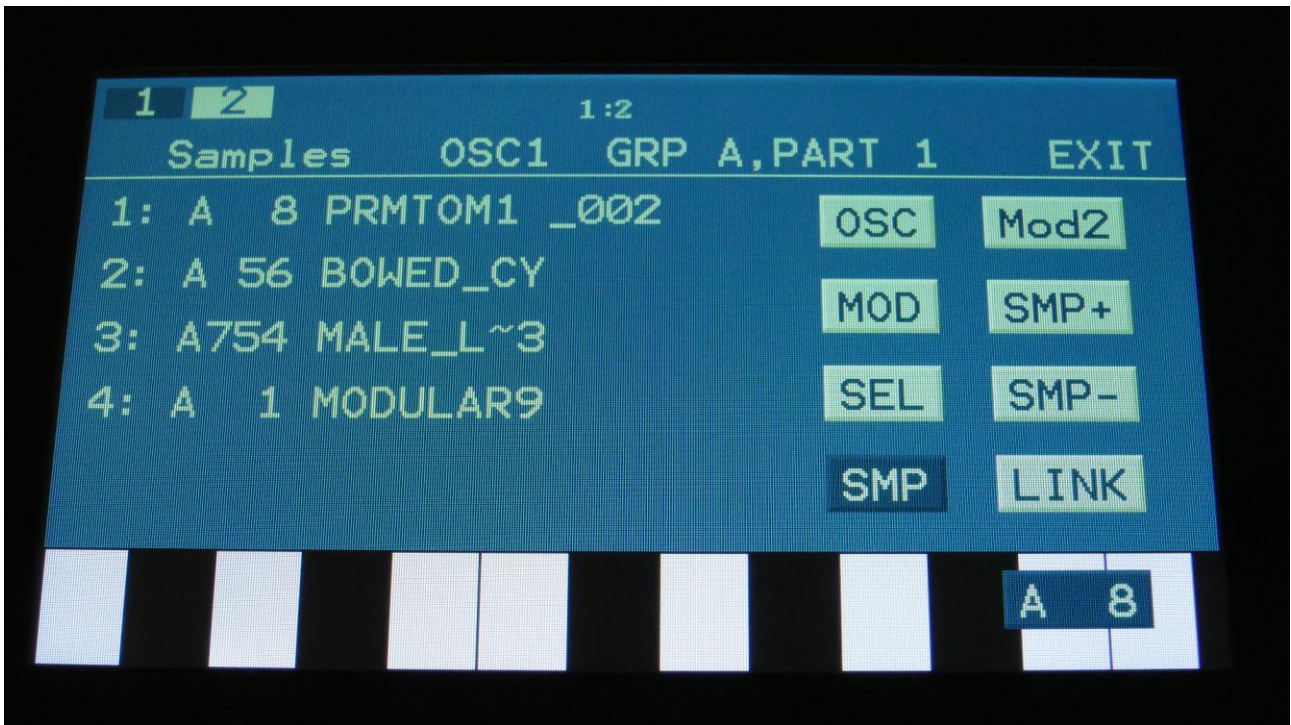 1 2 1:2
Samples OSC1 GRP A,PART 1 EXIT
1: A 8 PRMTOM1 _002
2: A 56 BOWED_CY
3: A754 MALE_L~3
4: A 1 MODULAR9
OSC Mod2
MOD SMP+
SEL SMP-
SMP LINK
A 8